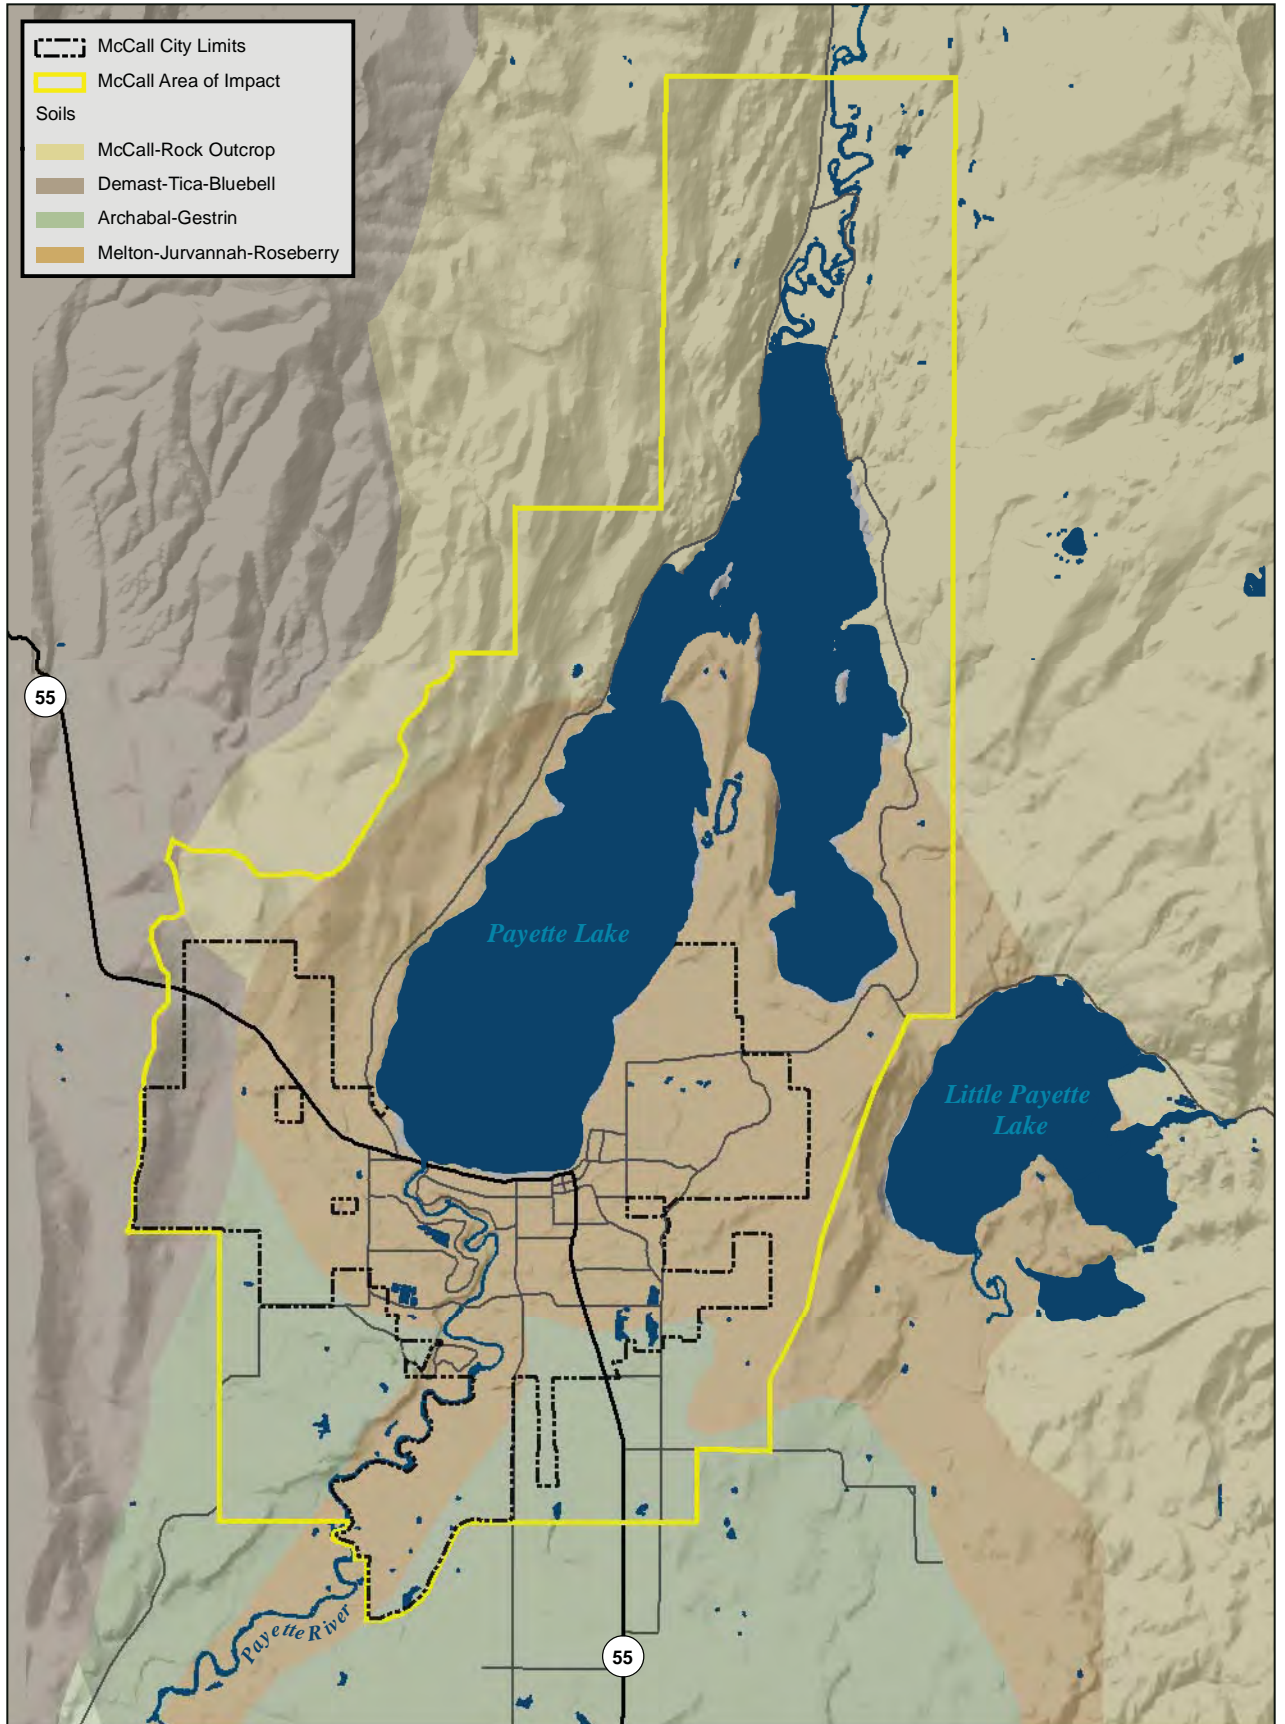 McCall City Limits
McCall Area of Impact
Soils
McCall-Rock Outcrop
Demast-Tica-Bluebell
Archabal-Gestrin
Melton-Jurvannah-Roseberry
55
Payette Lake
Little Payette
Lake
Payette River
55